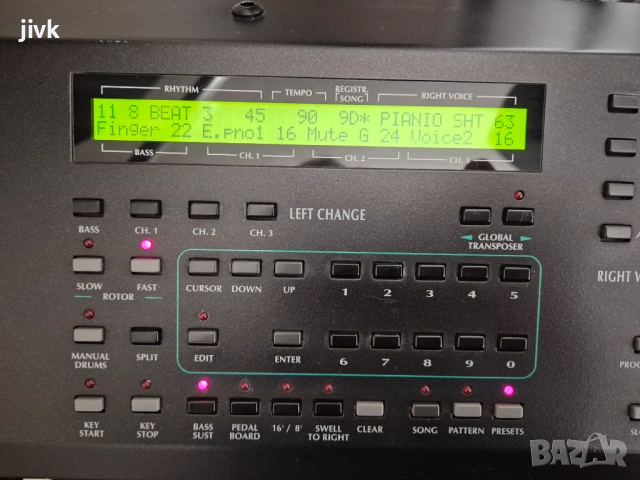 jivk
RHYTHM TEMPO REGISTR. SONG RIGHT VOICE
11 8 BEAT 3 45 90 9D* PIANIO SHT 63
Finger 22 E.pno1 16 Mute G 24 Voice2 16
BASS CH. 1 CH. 2 CH. 3
LEFT CHANGE
BASS CH. 1 CH. 2 CH. 3
GLOBAL TRANSPOSER
RIGHT V
SLOW FAST CURSOR DOWN UP 1 2 3 4 5
ROTOR
MANUAL DRUMS SPLIT EDIT ENTER 6 7 8 9 0
KEY START KEY STOP BASS SUST PEDAL BOARD 16' / 8' SWELL TO RIGHT CLEAR SONG PATTERN PRESETS
PRO
SL
BAZAR